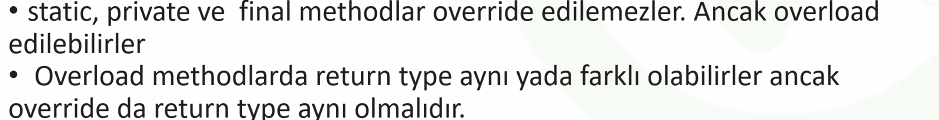 • static, private ve  final methodlar override edilemezler. Ancak overload
edilebilirler
•  Overload methodlarda return type aynı yada farklı olabilirler ancak
override da return type aynı olmalıdır.